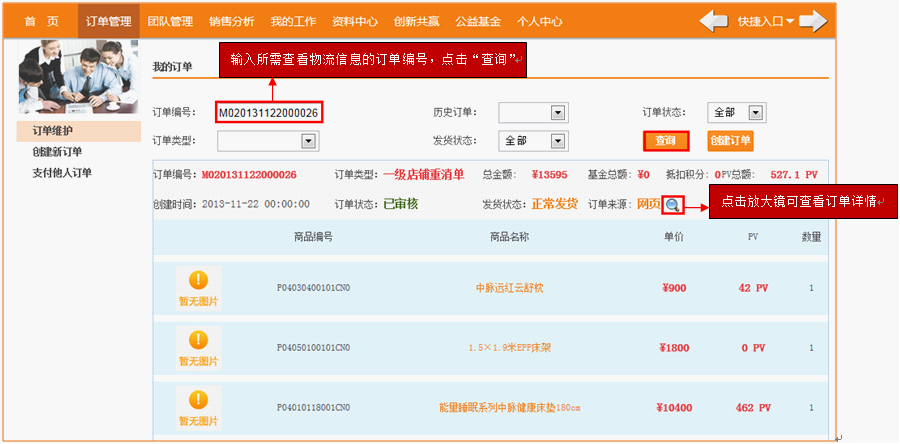 首 页 订单管理 团队管理 销售分析 我的工作 资料中心 创新共赢 公益基金 个人中心 快捷入口
输入所需查看物流信息的订单编号，点击“查询”
我的订单
订单编号： M020131122000026 历史订单： 订单状态： 全部
订单维护
订单类型： 发货状态： 全部 查询 创建订单
创建新订单
支付他人订单
订单编号：M020131122000026 订单类型：一级店铺重消单 总金额： ¥13595 基金总额：¥0 抵扣积分：0 PV总额： 527.1 PV
点击放大镜可查看订单详情
创建时间：2013-11-22 00:00:00 订单状态：已审核 发货状态：正常发货 订单来源：网页
商品编号 商品名称 单价 PV 数量
暂无图片 P04030400101CN0 中脉远红云舒枕 ¥900 42 PV 1
暂无图片 P04050100101CN0 1.5×1.9米EPP床架 ¥1800 0 PV 1
暂无图片 P04010118001CN0 能量睡眠系列中脉健康床垫180cm ¥10400 462 PV 1